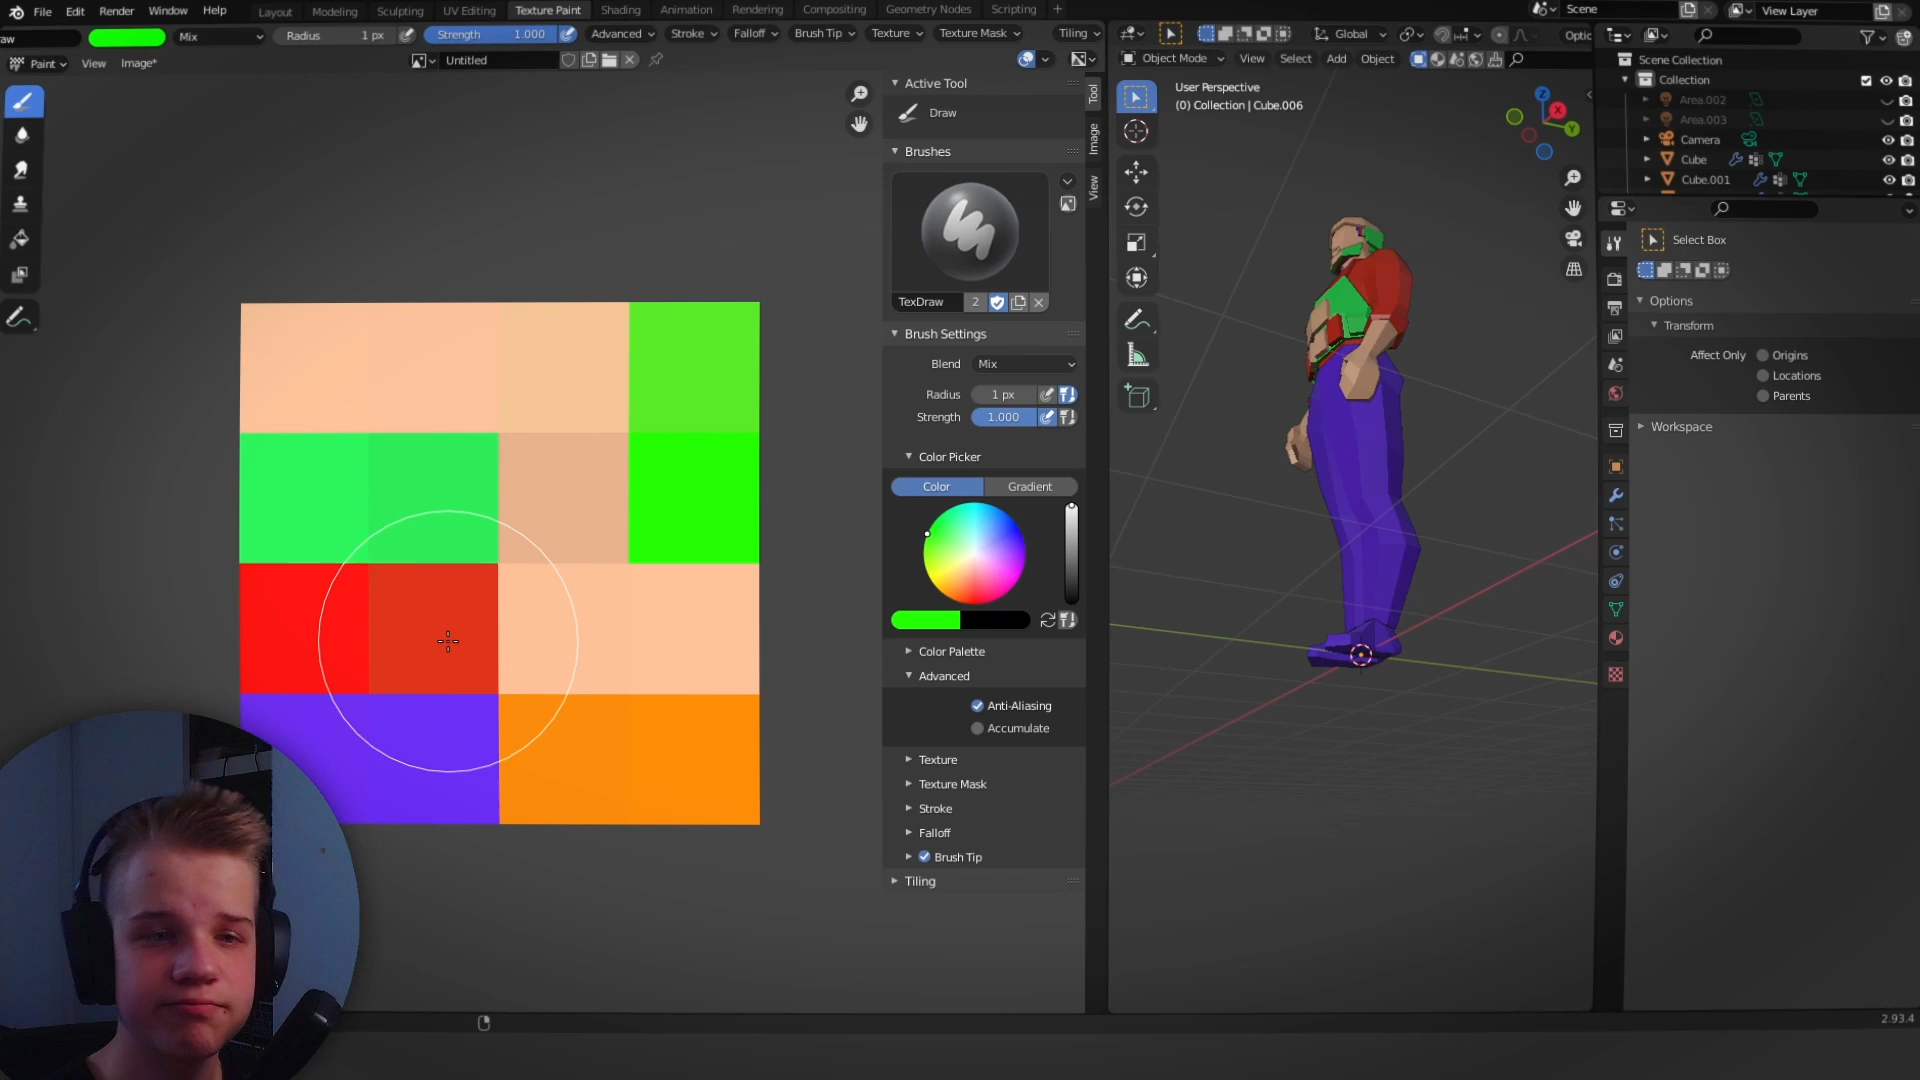 File Edit Render Window Help Layout Modeling Sculpting UV Editing Texture Paint Shading Animation Rendering Compositing Geometry Nodes Scripting + Scene View Layer
aw Mix Radius 1 px Strength 1.000 Advanced Stroke Falloff Brush Tip Texture Texture Mask Tiling Global Optic
Paint View Image* Untitled Object Mode View Select Add Object
Scene Collection
Collection
Area.002
Area.003
Camera
Cube
Cube.001
Active Tool
Draw
Brushes
TexDraw 2
Brush Settings
Blend Mix
Radius 1 px
Strength 1.000
Color Picker
Color Gradient
Color Palette
Advanced
Anti-Aliasing
Accumulate
Texture
Texture Mask
Stroke
Falloff
Brush Tip
Tiling
Tool
Image
View
User Perspective
(0) Collection | Cube.006
Z
X
Y
Select Box
Options
Transform
Affect Only Origins
Locations
Parents
Workspace
2.93.4